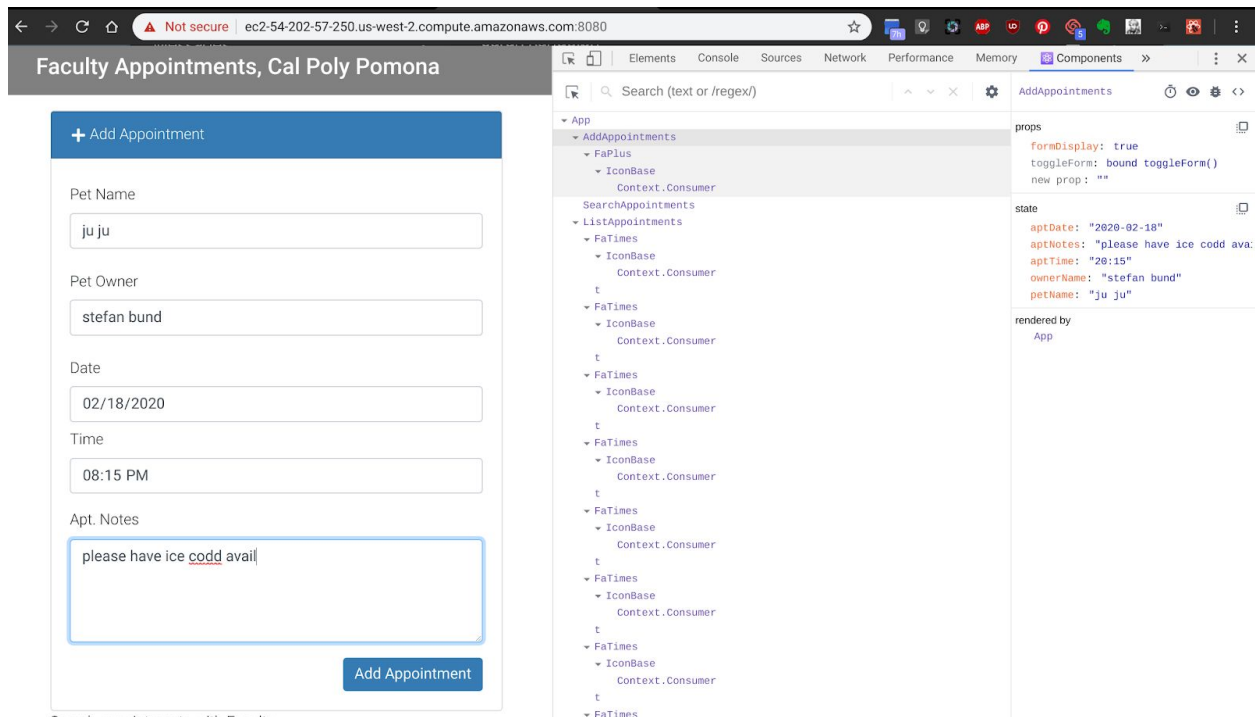 Not secure
ec2-54-202-57-250.us-west-2.compute.amazonaws.com:8080
7h
ABP
5
Faculty Appointments, Cal Poly Pomona
Add Appointment
Pet Name
ju ju
Pet Owner
stefan bund
Date
02/18/2020
Time
08:15 PM
Apt. Notes
please have ice codd avail
Add Appointment
Elements Console Sources Network Performance Memory Components »
Search (text or /regex/)
App
AddAppointments
FaPlus
IconBase
Context.Consumer
SearchAppointments
ListAppointments
FaTimes
IconBase
Context.Consumer
t
FaTimes
IconBase
Context.Consumer
t
FaTimes
IconBase
Context.Consumer
t
FaTimes
IconBase
Context.Consumer
t
FaTimes
IconBase
Context.Consumer
t
FaTimes
IconBase
Context.Consumer
t
FaTimes
IconBase
Context.Consumer
t
FaTimes
AddAppointments
props
formDisplay: true
toggleForm: bound toggleForm()
new prop: ""
state
aptDate: "2020-02-18"
aptNotes: "please have ice codd ava
aptTime: "20:15"
ownerName: "stefan bund"
petName: "ju ju"
rendered by
App